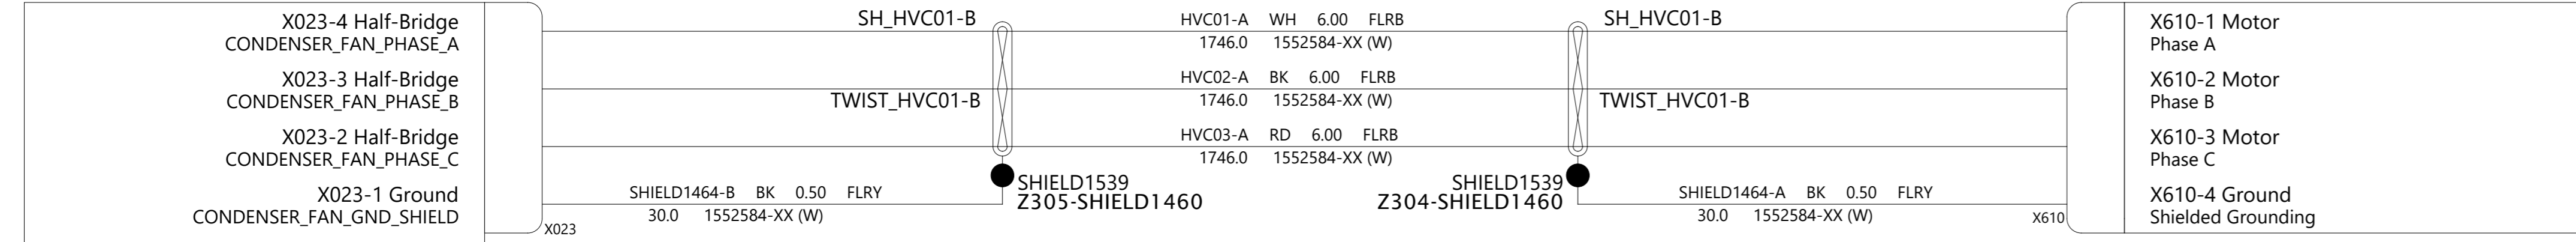 X023-4 Half-Bridge
CONDENSER_FAN_PHASE_A
X023-3 Half-Bridge
CONDENSER_FAN_PHASE_B
X023-2 Half-Bridge
CONDENSER_FAN_PHASE_C
X023-1 Ground
CONDENSER_FAN_GND_SHIELD
X023
SHIELD1464-B BK 0.50 FLRY
30.0 1552584-XX (W)
SH_HVC01-B
TWIST_HVC01-B
SHIELD1539
Z305-SHIELD1460
HVC01-A WH 6.00 FLRB
1746.0 1552584-XX (W)
HVC02-A BK 6.00 FLRB
1746.0 1552584-XX (W)
HVC03-A RD 6.00 FLRB
1746.0 1552584-XX (W)
SH_HVC01-B
TWIST_HVC01-B
SHIELD1539
Z304-SHIELD1460
SHIELD1464-A BK 0.50 FLRY
30.0 1552584-XX (W)
X610
X610-1 Motor
Phase A
X610-2 Motor
Phase B
X610-3 Motor
Phase C
X610-4 Ground
Shielded Grounding